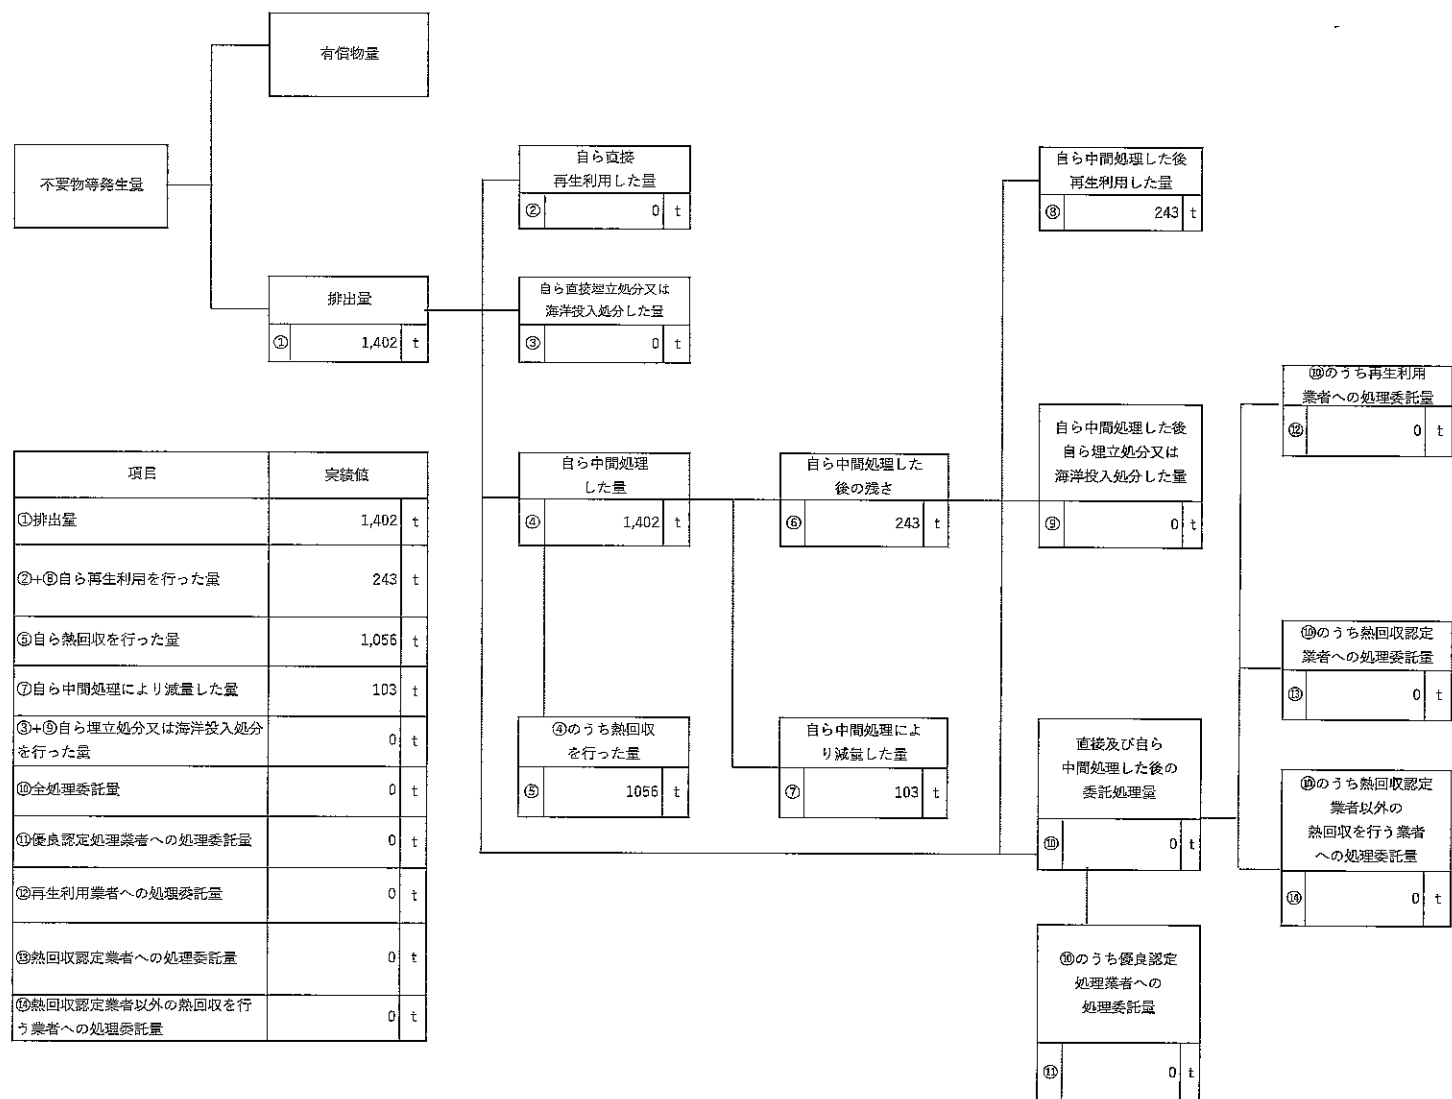 有償物量
不要物等発生量
排出量
① 1,402 t
自ら直接
再生利用した量
② 0 t
自ら直接埋立処分又は
海洋投入処分した量
③ 0 t
自ら中間処理
した量
④ 1,402 t
④のうち熱回収
を行った量
⑤ 1056 t
自ら中間処理した
後の残さ
⑥ 243 t
自ら中間処理によ
り減量した量
⑦ 103 t
自ら中間処理した後
再生利用した量
⑧ 243 t
自ら中間処理した後
自ら埋立処分又は
海洋投入処分した量
⑨ 0 t
直接及び自ら
中間処理した後の
委託処理量
⑩ 0 t
⑩のうち優良認定
処理業者への
処理委託量
⑪ 0 t
⑩のうち再生利用
業者への処理委託量
⑫ 0 t
⑩のうち熱回収認定
業者への処理委託量
⑬ 0 t
⑩のうち熱回収認定
業者以外の
熱回収を行う業者
への処理委託量
⑭ 0 t
項目 実績値
①排出量 1,402 t
②+⑧自ら再生利用を行った量 243 t
⑤自ら熱回収を行った量 1,056 t
⑦自ら中間処理により減量した量 103 t
③+⑨自ら埋立処分又は海洋投入処分
を行った量 0 t
⑩全処理委託量 0 t
⑪優良認定処理業者への処理委託量 0 t
⑫再生利用業者への処理委託量 0 t
⑬熱回収認定業者への処理委託量 0 t
⑭熱回収認定業者以外の熱回収を行
う業者への処理委託量 0 t